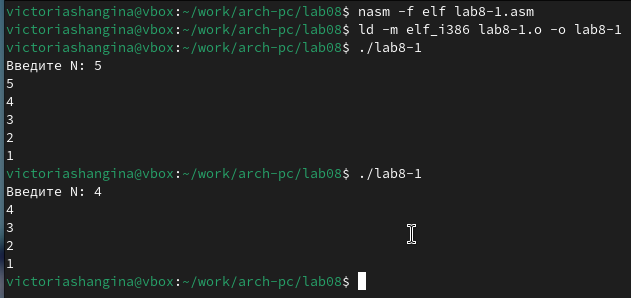 victoriashangina@vbox:~/work/arch-pc/lab08$ nasm -f elf lab8-1.asm
victoriashangina@vbox:~/work/arch-pc/lab08$ ld -m elf_i386 lab8-1.o -o lab8-1
victoriashangina@vbox:~/work/arch-pc/lab08$ ./lab8-1
Введите N: 5
5
4
3
2
1
victoriashangina@vbox:~/work/arch-pc/lab08$ ./lab8-1
Введите N: 4
4
3
2
1
victoriashangina@vbox:~/work/arch-pc/lab08$